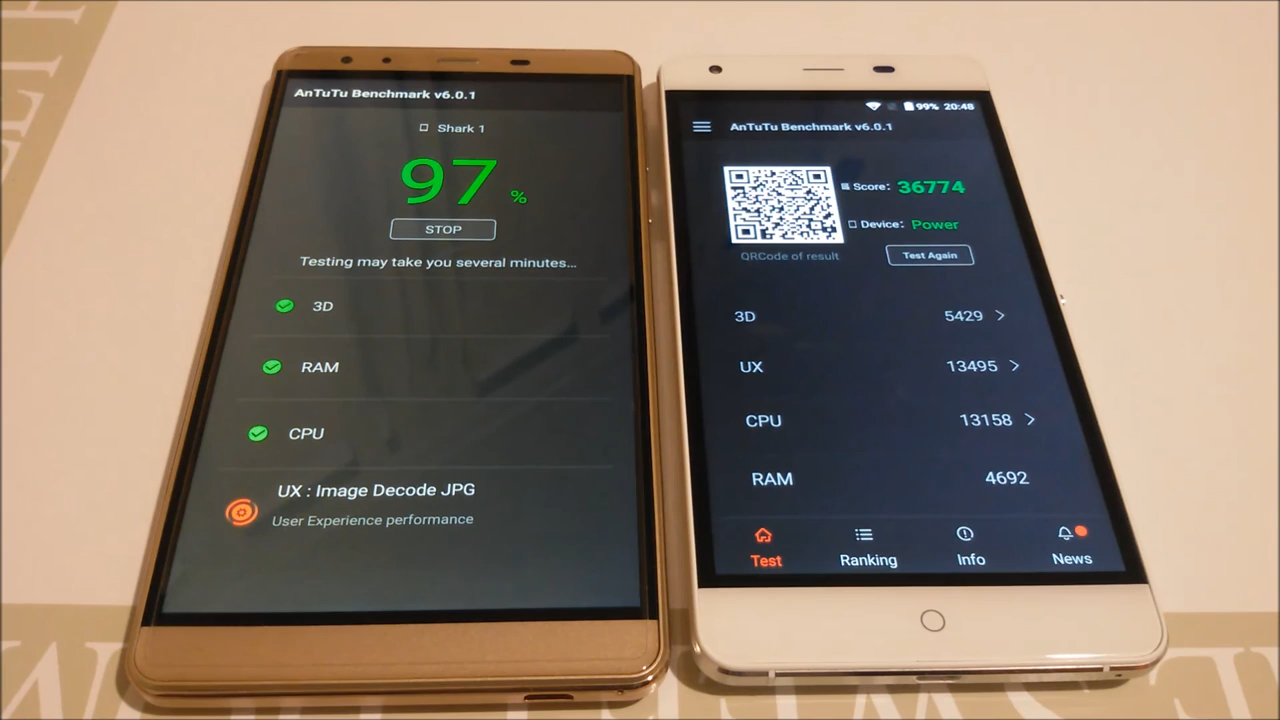 AnTuTu Benchmark v6.0.1
Shark 1
97 %
STOP
Testing may take you several minutes...
3D
RAM
CPU
UX : Image Decode JPG
User Experience performance
99% 20:48
AnTuTu Benchmark v6.0.1
Score: 36774
Device: Power
QRCode of result
Test Again
3D 5429
UX 13495
CPU 13158
RAM 4692
Test Ranking Info News